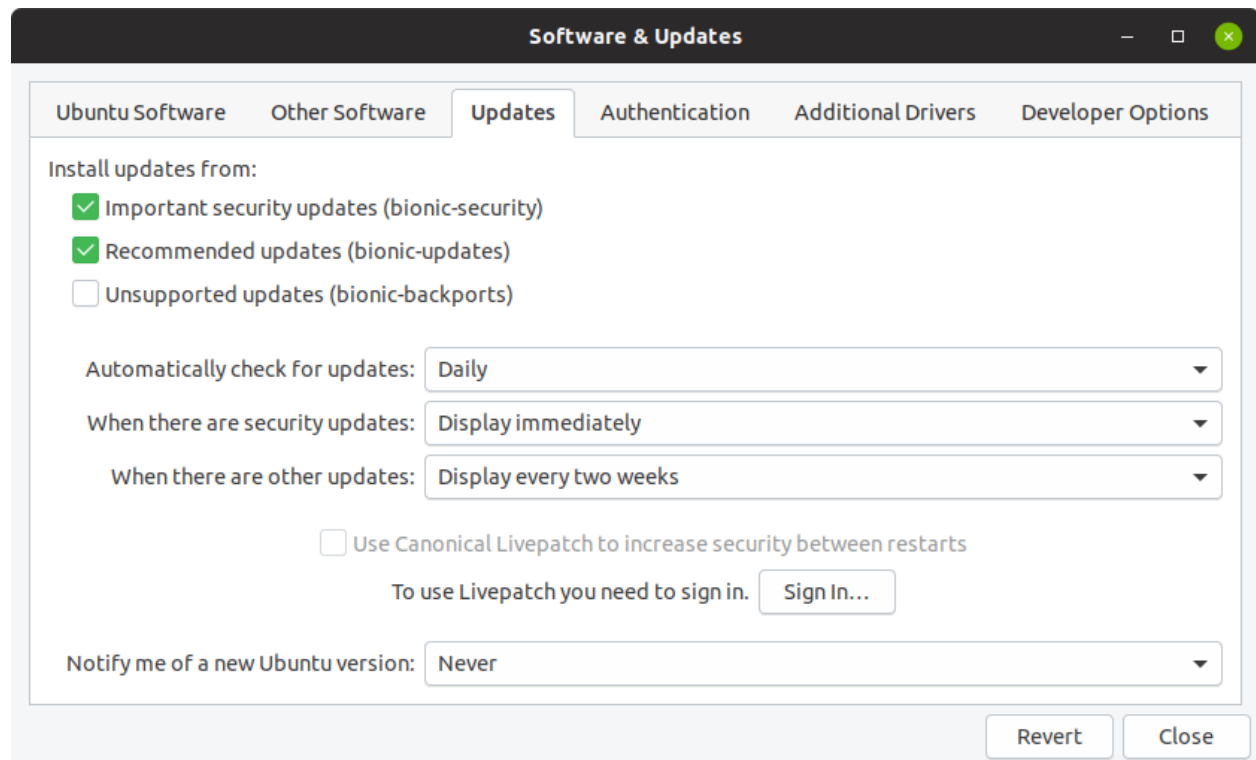 Software & Updates
Ubuntu Software Other Software Updates Authentication Additional Drivers Developer Options
Install updates from:
Important security updates (bionic-security)
Recommended updates (bionic-updates)
Unsupported updates (bionic-backports)
Automatically check for updates: Daily
When there are security updates: Display immediately
When there are other updates: Display every two weeks
Use Canonical Livepatch to increase security between restarts
To use Livepatch you need to sign in. Sign In...
Notify me of a new Ubuntu version: Never
Revert Close